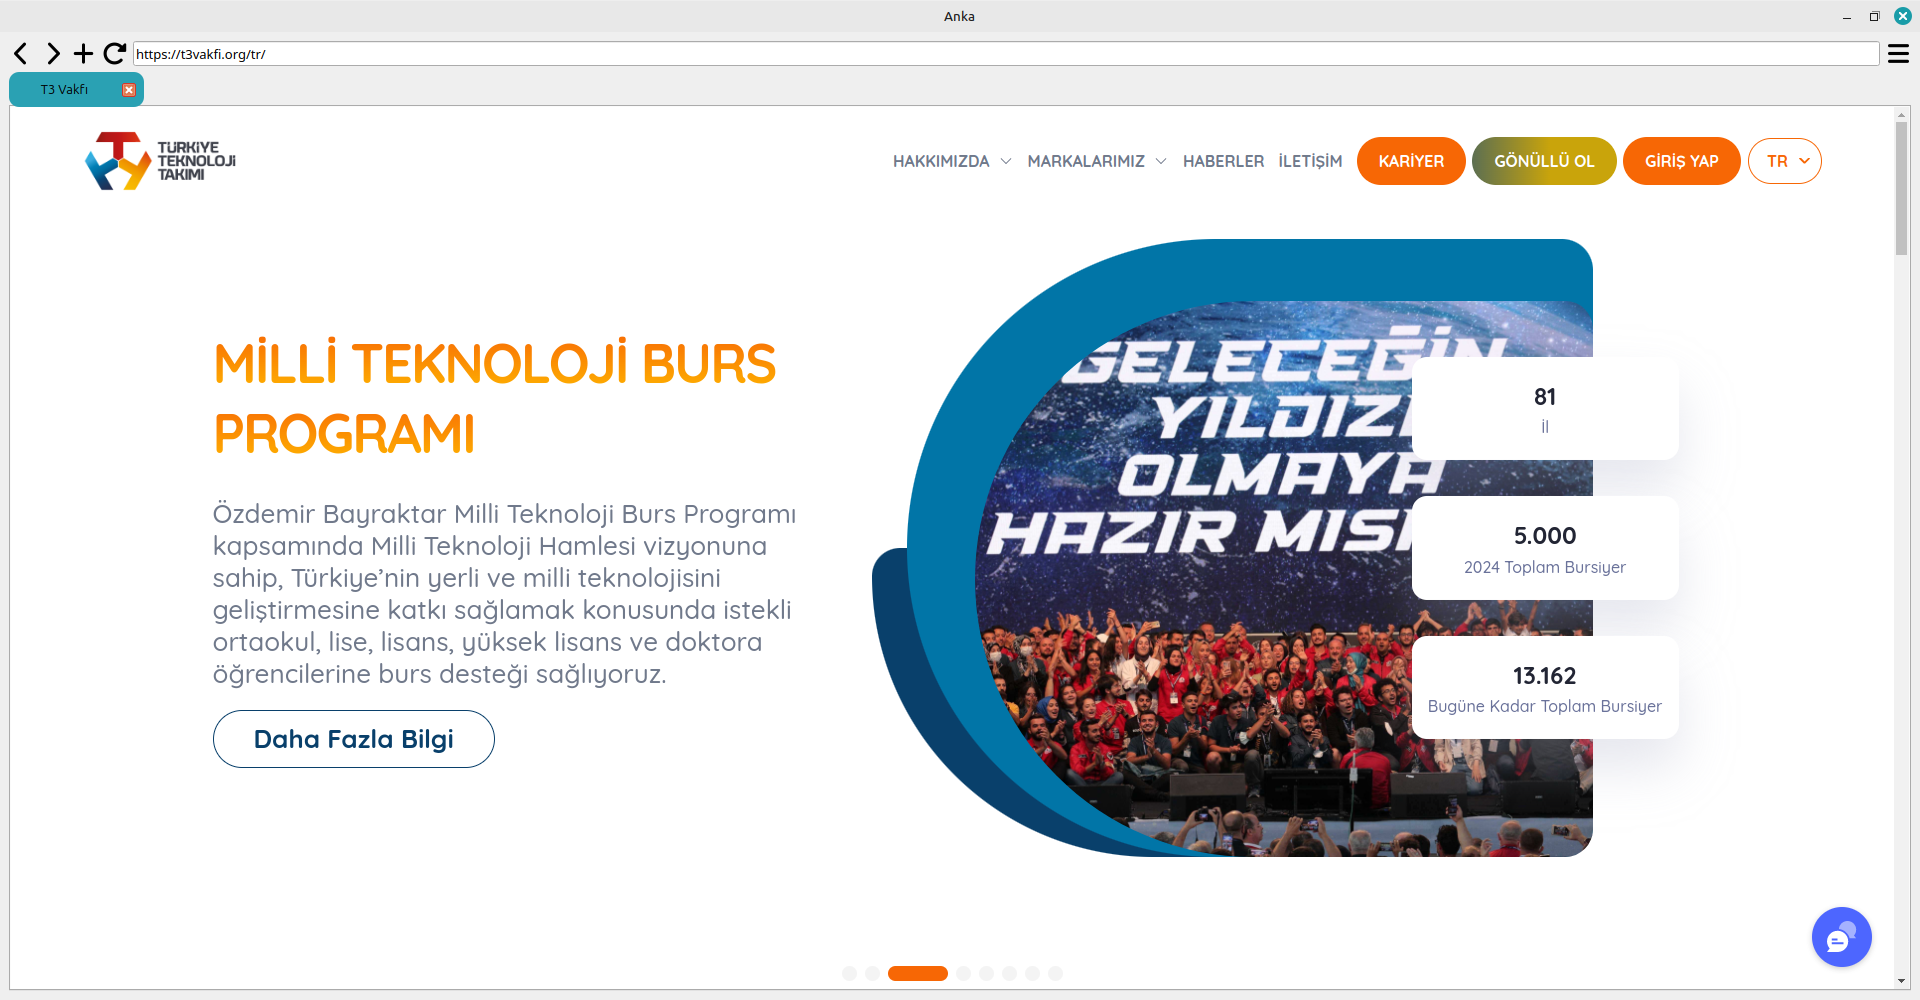 Anka
https://t3vakfi.org/tr/
T3 Vakfı
TÜRKİYE
TEKNOLOJİ
TAKIMI
HAKKIMIZDA MARKALARIMIZ HABERLER İLETİŞİM KARİYER GÖNÜLLÜ OL GİRİŞ YAP TR
MİLLİ TEKNOLOJİ BURS
PROGRAMI
Özdemir Bayraktar Milli Teknoloji Burs Programı
kapsamında Milli Teknoloji Hamlesi vizyonuna
sahip, Türkiye’nin yerli ve milli teknolojisini
geliştirmesine katkı sağlamak konusunda istekli
ortaokul, lise, lisans, yüksek lisans ve doktora
öğrencilerine burs desteği sağlıyoruz.
Daha Fazla Bilgi
GELECEĞİN
YILDIZI
OLMAYA
HAZIR MIS
81
İl
5.000
2024 Toplam Bursiyer
13.162
Bugüne Kadar Toplam Bursiyer